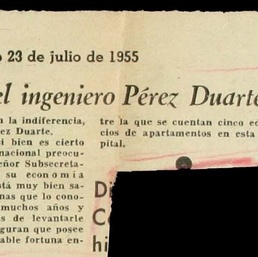 23 de julio de 1955
el ingeniero Pérez Duarte
n la indiferencia,
ez Duarte.
i bien es cierto
nacional preocu-
eñor Subsecreta-
su economía
stá muy bien sa-
nas que lo cono-
muchos años y
s de levantarle
guran que posee
able fortuna en-
tre la que se cuentan cinco ed
cios de apartamentos en esta
pital.